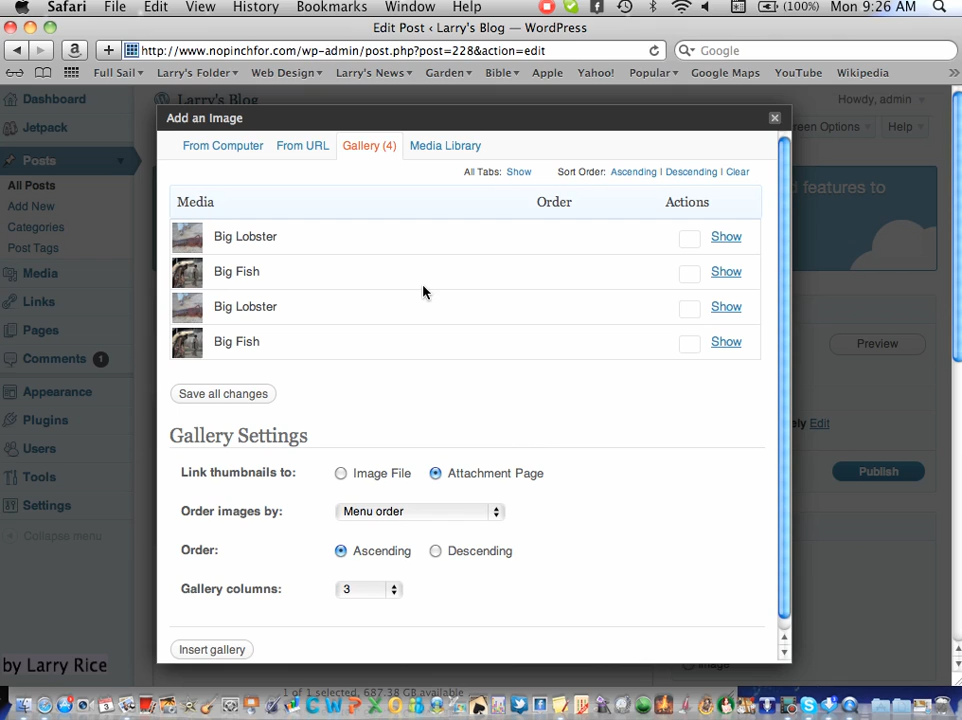 Safari File Edit View History Bookmarks Window Help (100%) Mon 9:26 AM
Edit Post ‹ Larry's Blog — WordPress
http://www.nopinchfor.com/wp-admin/post.php?post=228&action=edit Google
Full Sail Larry's Folder Web Design Larry's News Garden Bible Apple Yahoo! Popular Google Maps YouTube Wikipedia
Dashboard Larry's Blog Howdy, admin
Add an Image
Jetpack Screen Options Help
From Computer From URL Gallery (4) Media Library
Posts
All Tabs: Show Sort Order: Ascending | Descending | Clear
All Posts d features to
Add New Media Order Actions
Categories
Big Lobster Show
Post Tags
Media Big Fish Show
Links
Big Lobster Show
Pages
Big Fish Show Preview
Comments 1
Appearance
Save all changes
Plugins ely Edit
Gallery Settings
Users
Link thumbnails to: Image File Attachment Page Publish
Tools
Settings
Order images by: Menu order
Collapse menu
Order: Ascending Descending
Gallery columns: 3
Insert gallery
by Larry Rice Image
1 of 1 selected, 687.38 GB available